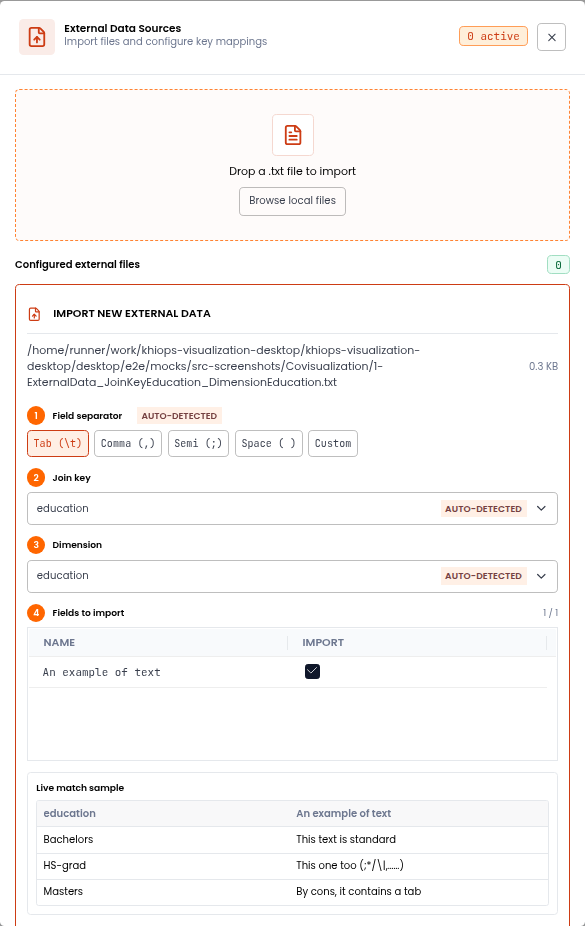 External Data Sources
Import files and configure key mappings
0 active
Drop a .txt file to import
Browse local files
Configured external files
0
IMPORT NEW EXTERNAL DATA
/home/runner/work/khiops-visualization-desktop/khiops-visualization-
desktop/desktop/e2e/mocks/src-screenshots/Covisualization/1-
ExternalData_JoinKeyEducation_DimensionEducation.txt
0.3 KB
1 Field separator AUTO-DETECTED
Tab (\t) Comma (,) Semi (;) Space ( ) Custom
2 Join key
education AUTO-DETECTED
3 Dimension
education AUTO-DETECTED
4 Fields to import 1 / 1
NAME IMPORT
An example of text
Live match sample
education An example of text
Bachelors This text is standard
HS-grad This one too (;*/\|,......)
Masters By cons, it contains a tab